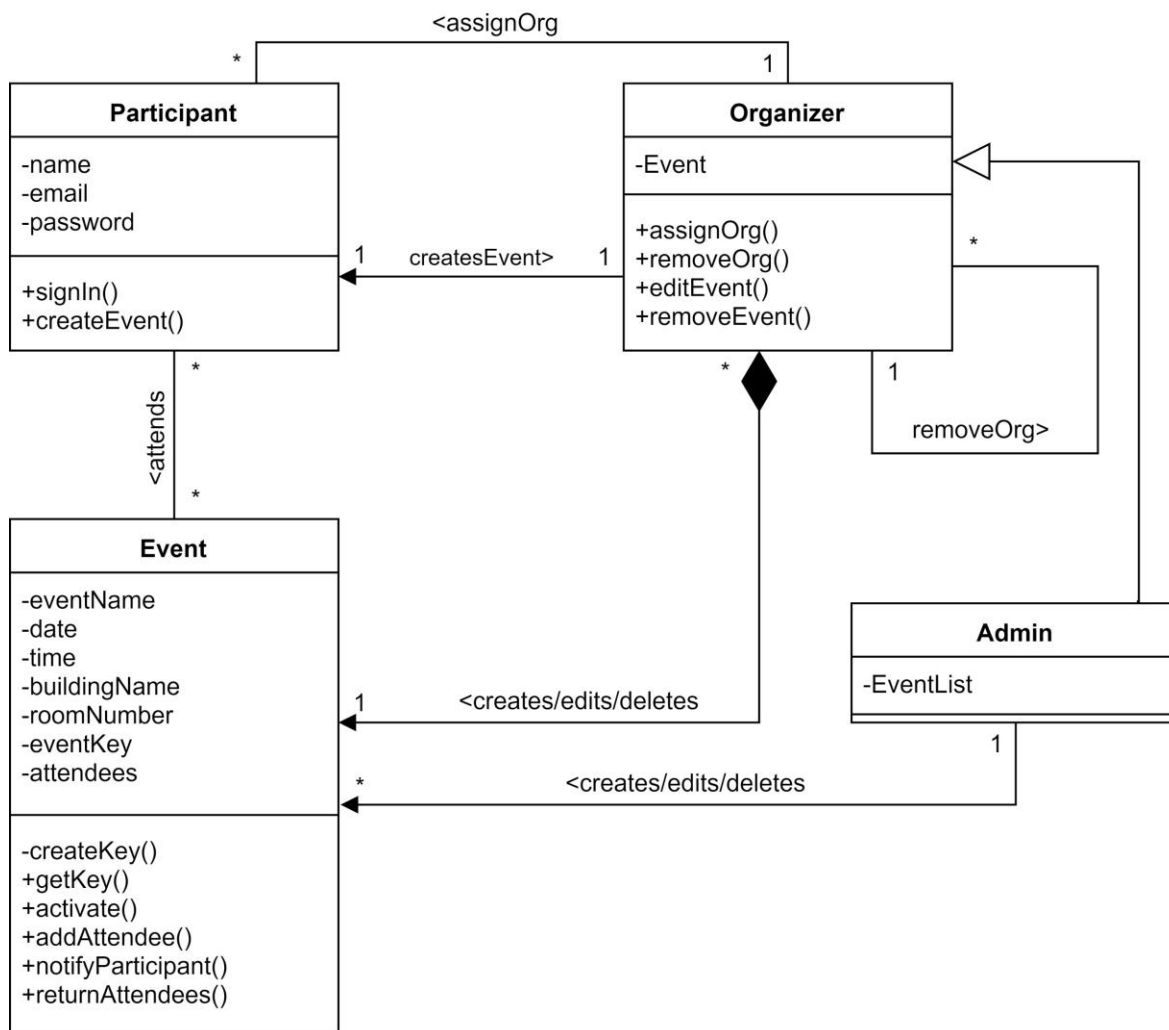 <assignOrg
*
1
Participant
-name
-email
-password
+signIn()
+createEvent()
Organizer
-Event
+assignOrg()
+removeOrg()
+editEvent()
+removeEvent()
1
createsEvent>
1
*
1
removeOrg>
*
<attends
*
*
Event
-eventName
-date
-time
-buildingName
-roomNumber
-eventKey
-attendees
-createKey()
+getKey()
+activate()
+addAttendee()
+notifyParticipant()
+returnAttendees()
1
<creates/edits/deletes
Admin
-EventList
1
*
<creates/edits/deletes